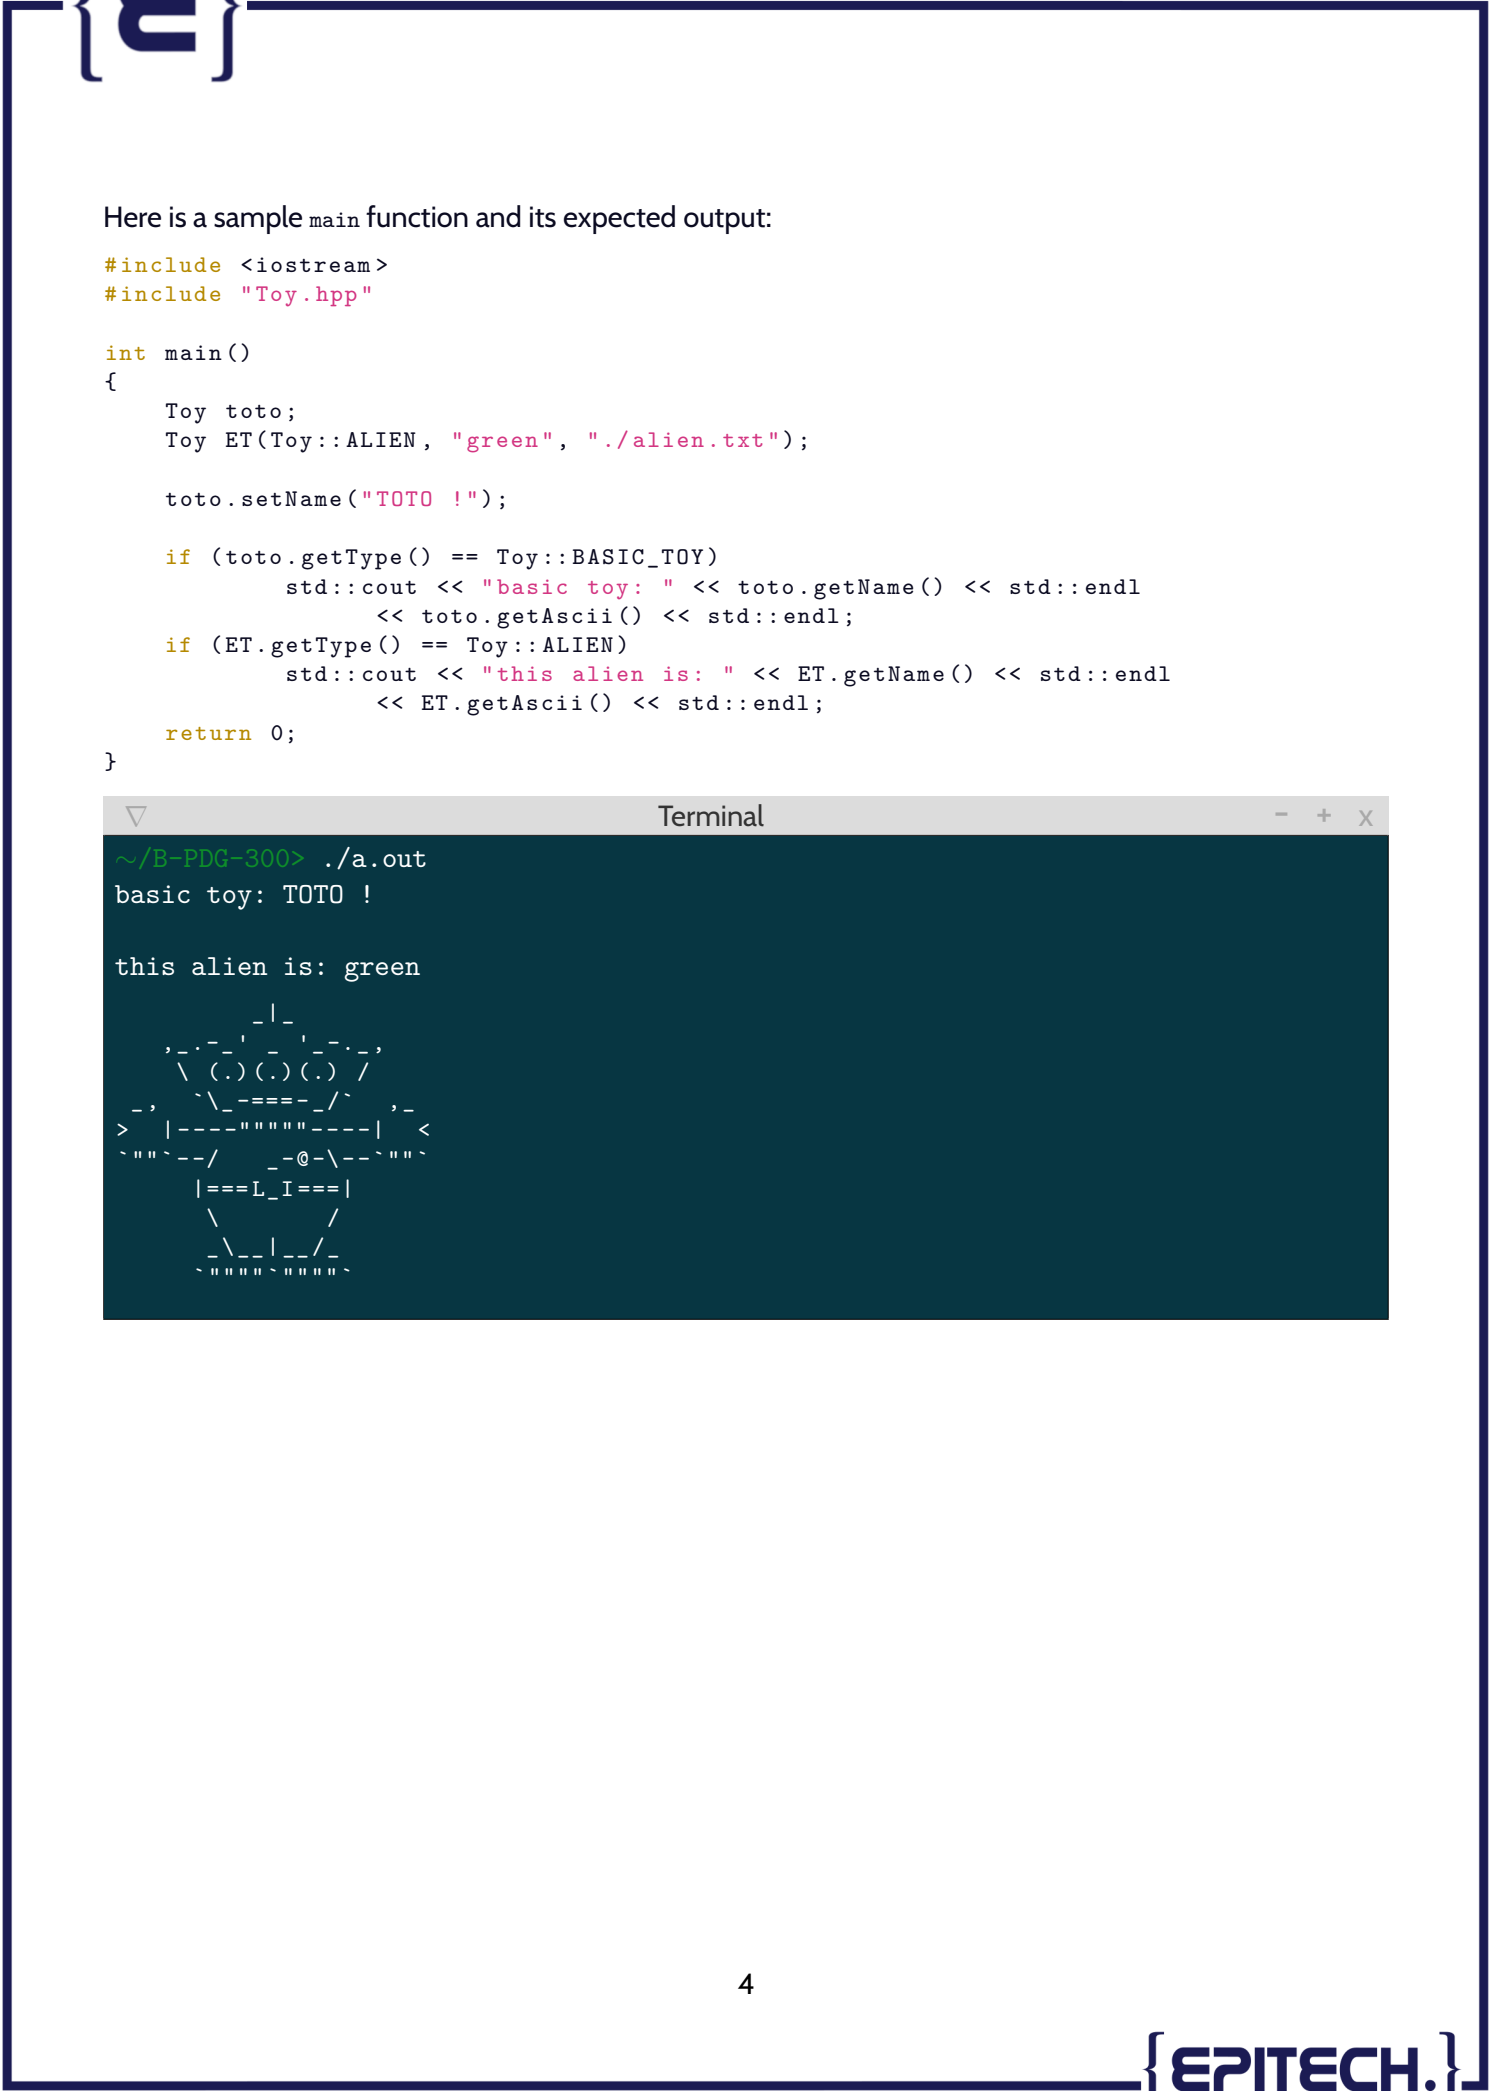 Here is a sample main function and its expected output:
#include <iostream>
#include "Toy.hpp"

int main()
{
    Toy toto;
    Toy ET(Toy::ALIEN, "green", "./alien.txt");

    toto.setName("TOTO !");

    if (toto.getType() == Toy::BASIC_TOY)
            std::cout << "basic toy: " << toto.getName() << std::endl
                  << toto.getAscii() << std::endl;
    if (ET.getType() == Toy::ALIEN)
            std::cout << "this alien is: " << ET.getName() << std::endl
                  << ET.getAscii() << std::endl;
    return 0;
}
▽ Terminal - + x
~/B-PDG-300> ./a.out
basic toy: TOTO !

this alien is: green
         _|_
   ,_.-_' _ '_-._,
    \ (.)(.)(.) /
 _,  `\_-===-_/`  ,_
>  |----"""""----|  <
`""`--/   _-@-\--`""`
     |===L_I===|
      \       /
      _\__|__/_
     `""""`""""`
4
{EPITECH.}